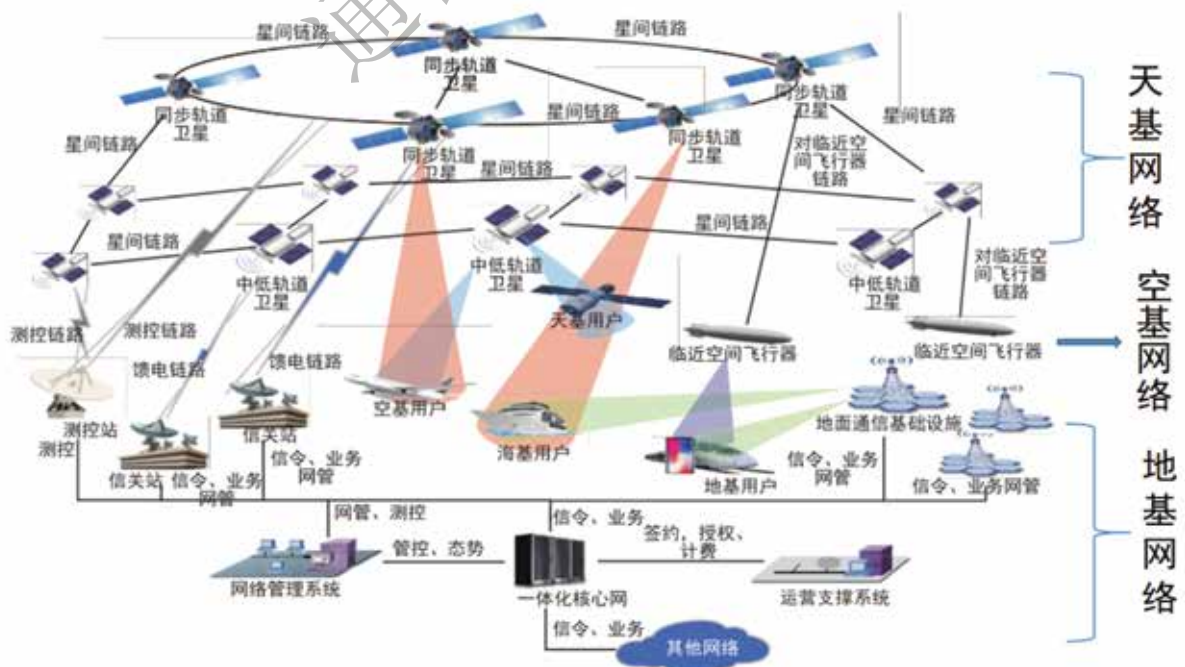 通
星间链路
星间链路
同步轨道
卫星
同步轨道
卫星
同步轨道
卫星
同步轨道
卫星
同步轨道
卫星
星间链路
星间链路
星间链路
星间链路
对临近空
间飞行器
链路
星间链路
星间链路
中低轨道
卫星
中低轨道
卫星
中低轨道
卫星
对临近空
间飞行器
链路
天基网络
测控链路
测控链路
馈电链路
馈电链路
天基用户
临近空间飞行器
临近空间飞行器
空基网络
测控站
测控
信关站
信关站
空基用户
海基用户
地基用户
地面通信基础设施
信令、业务
网管
信令、业务
网管
信令、业务
网管
信令、业务网管
地基网络
网管、测控
信令、业务
签约，授权、
计费
管控、态势
网络管理系统
一体化核心网
运营支撑系统
信令、业务
其他网络